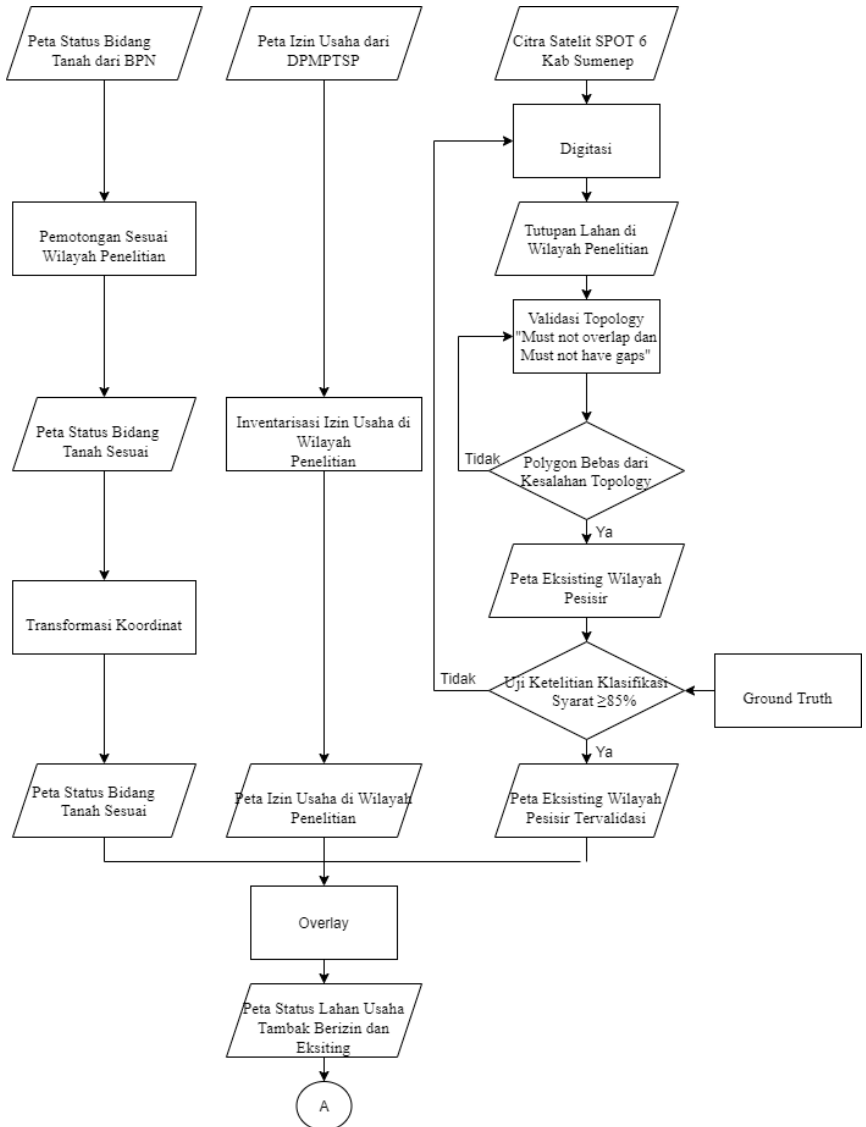 Peta Status Bidang
Tanah dari BPN
Peta Izin Usaha dari
DPMPTSP
Citra Satelit SPOT 6
Kab Sumenep
Digitasi
Pemotongan Sesuai
Wilayah Penelitian
Tutupan Lahan di
Wilayah Penelitian
Validasi Topology
"Must not overlap dan
Must not have gaps"
Peta Status Bidang
Tanah Sesuai
Inventarisasi Izin Usaha di
Wilayah
Penelitian
Tidak
Polygon Bebas dari
Kesalahan Topology
Ya
Peta Eksisting Wilayah
Pesisir
Transformasi Koordinat
Tidak
Uji Ketelitian Klasifikasi
Syarat ≥85%
Ground Truth
Ya
Peta Status Bidang
Tanah Sesuai
Peta Izin Usaha di Wilayah
Penelitian
Peta Eksisting Wilayah
Pesisir Tervalidasi
Overlay
Peta Status Lahan Usaha
Tambak Berizin dan
Eksiting
A